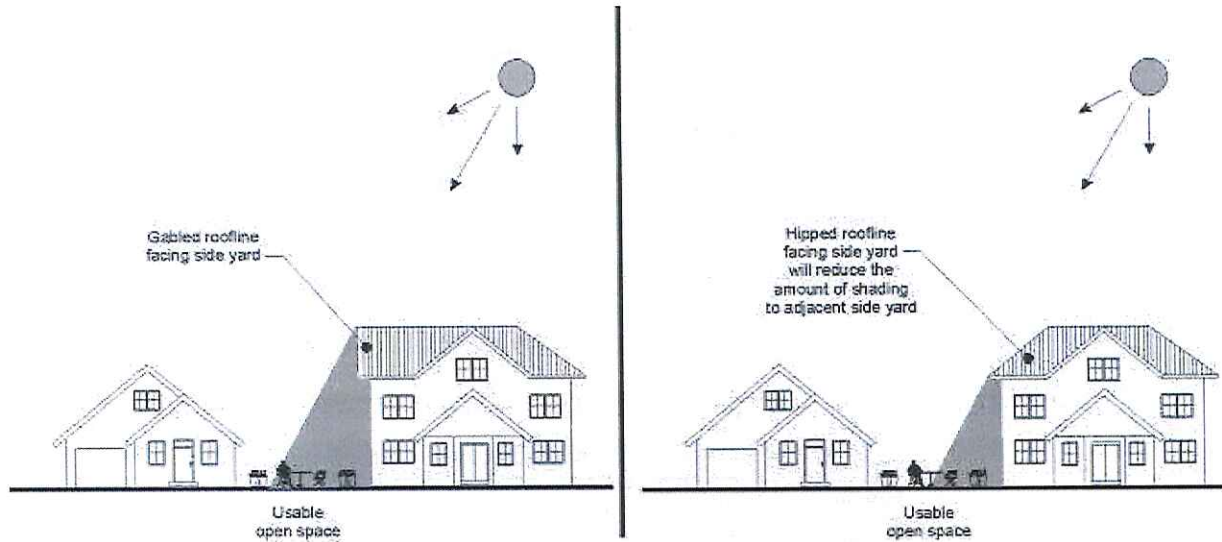 Gabled roofline
facing side yard
Usable
open space
Hipped roofline
facing side yard
will reduce the
amount of shading
to adjacent side yard
Usable
open space